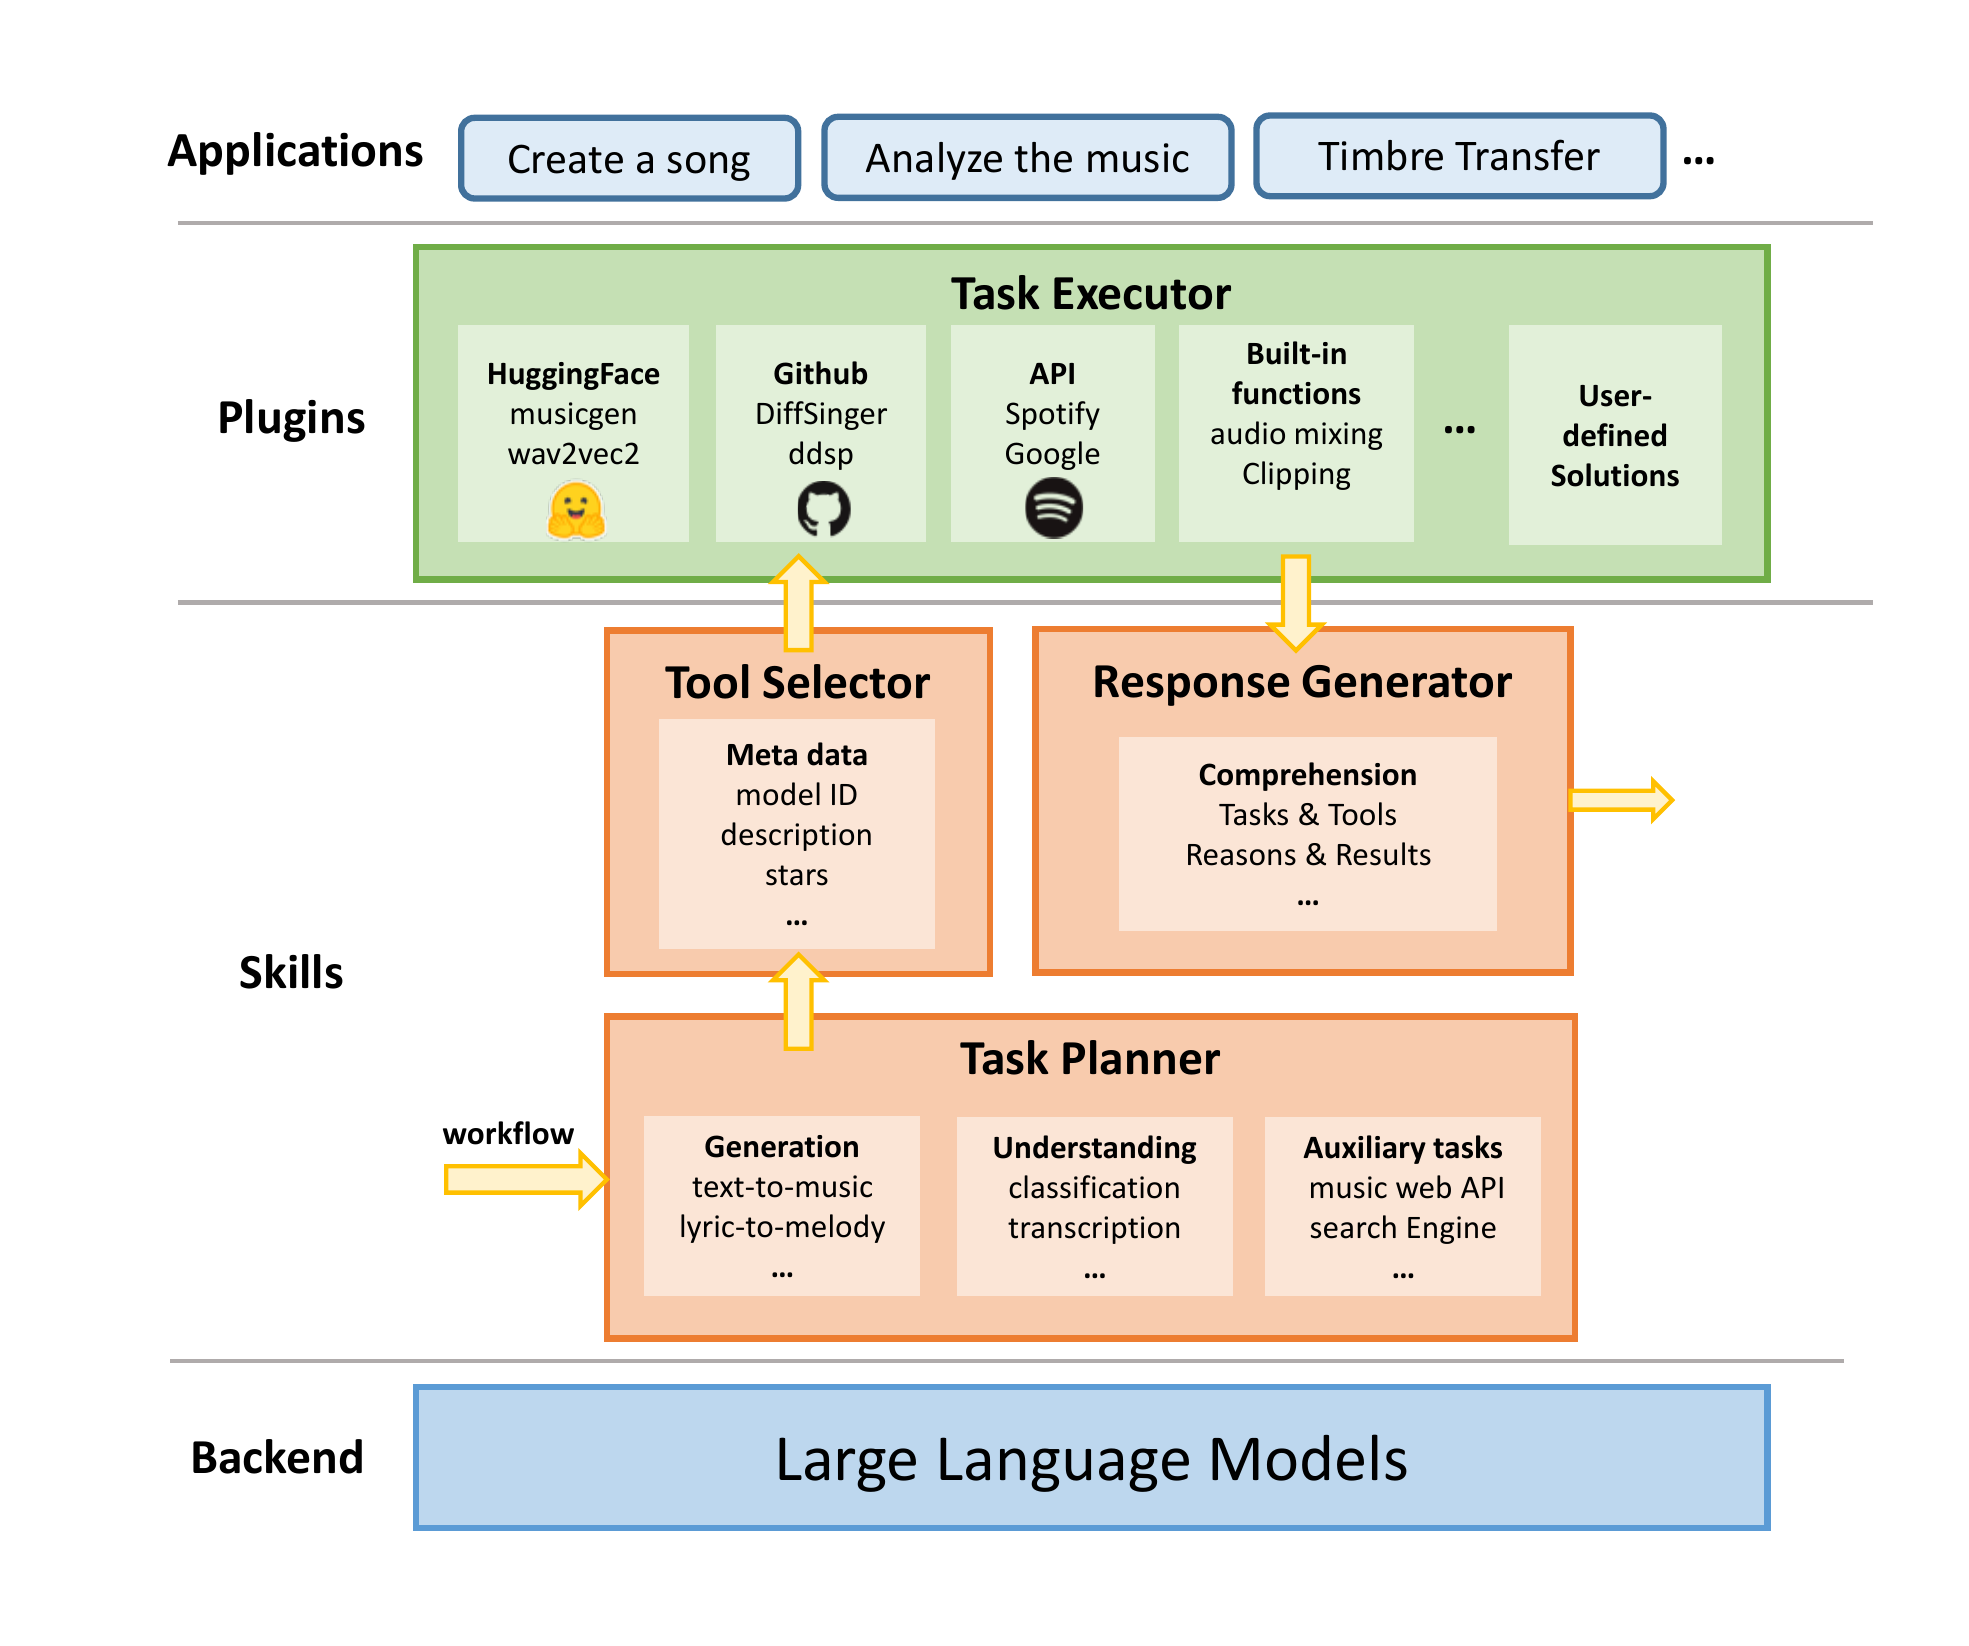 Applications
Create a song
Analyze the music
Timbre Transfer
...
Plugins
Task Executor
HuggingFace
musicgen
wav2vec2
Github
DiffSinger
ddsp
API
Spotify
Google
Built-in
functions
audio mixing
Clipping
...
User-
defined
Solutions
Skills
Tool Selector
Meta data
model ID
description
stars
...
Response Generator
Comprehension
Tasks & Tools
Reasons & Results
...
workflow
Task Planner
Generation
text-to-music
lyric-to-melody
...
Understanding
classification
transcription
...
Auxiliary tasks
music web API
search Engine
...
Backend
Large Language Models